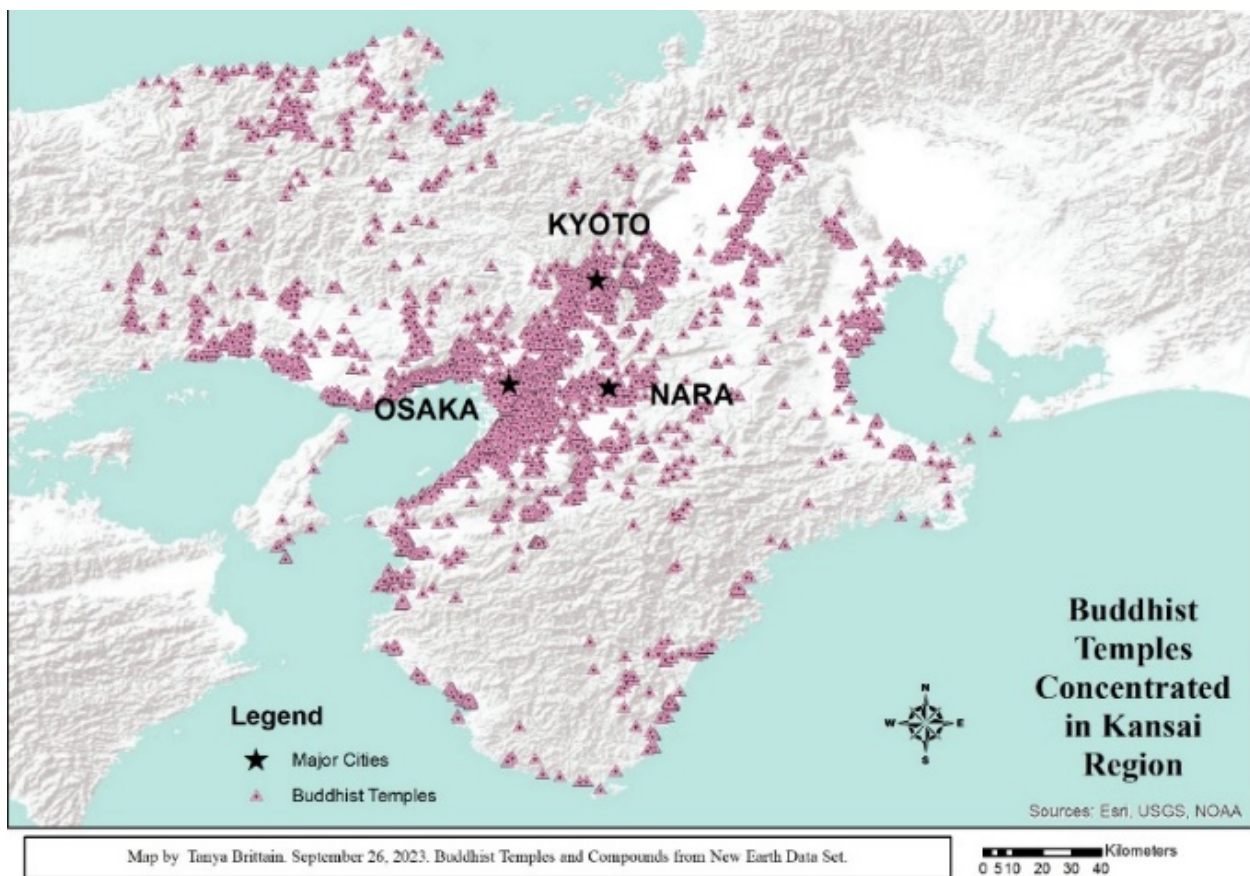 KYOTO
OSAKA
NARA
Buddhist
Temples
Concentrated
in Kansai
Region
Legend
Major Cities
Buddhist Temples
N
W E
S
Sources: Esri, USGS, NOAA
Map by Tanya Brittain. September 26, 2023. Buddhist Temples and Compounds from New Earth Data Set.
Kilometers
0 5 10 20 30 40